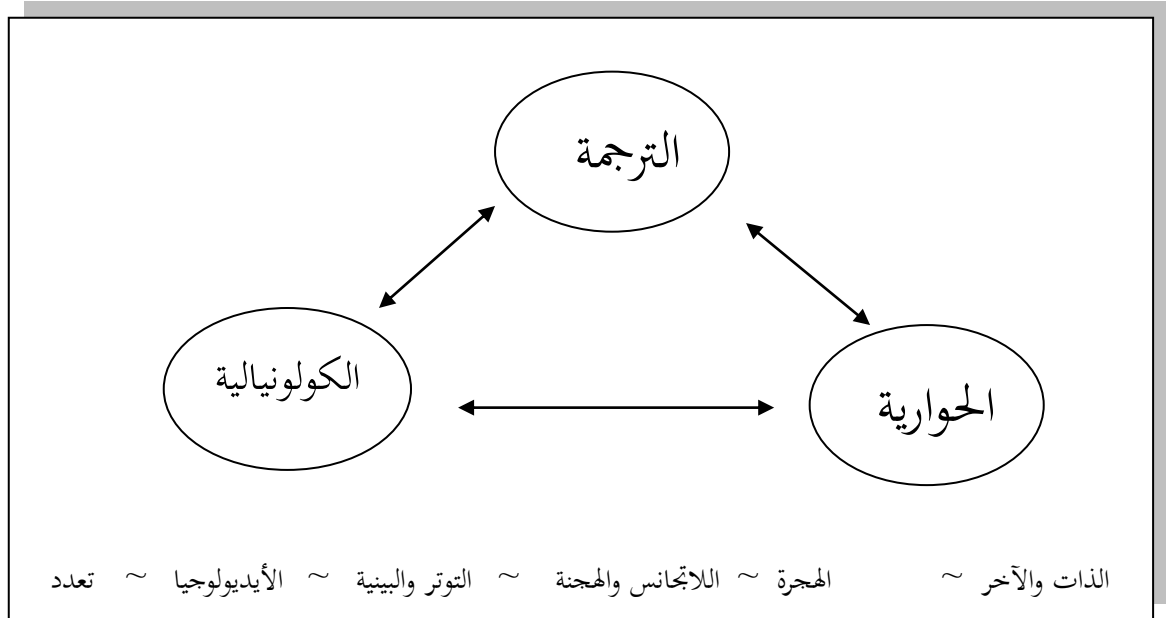 الترجمة
الكولونيالية
الحوارية
الذات والآخر ~ الهجرة ~ اللاتجانس والهجنة ~ التوتر والبينية ~ الأيديولوجيا ~ تعدد